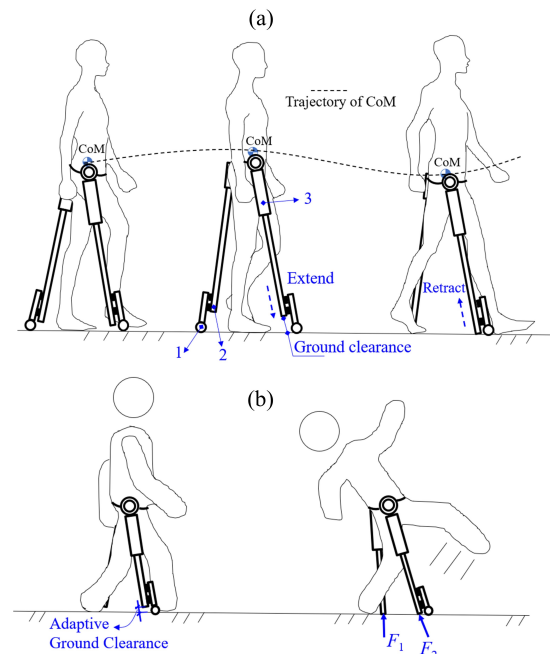 (a)
Trajectory of CoM
CoM
CoM
CoM
3
Extend
Retract
1
2
Ground clearance
(b)
Adaptive
Ground Clearance
F1
F2